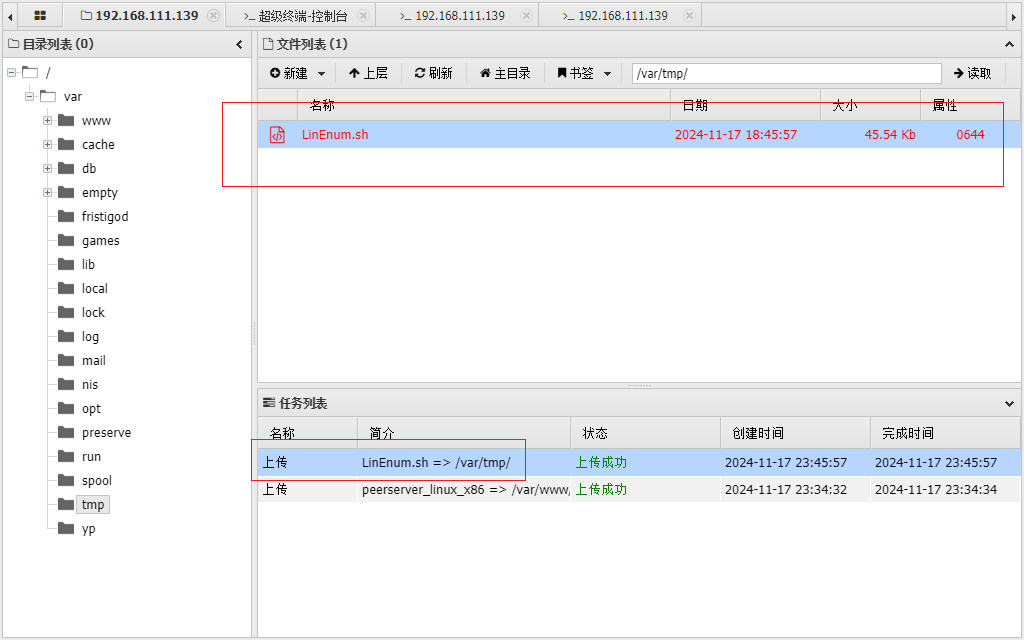 192.168.111.139
>_ 超级终端-控制台
>_ 192.168.111.139
>_ 192.168.111.139
目录列表 (0)
/
var
www
cache
db
empty
fristigod
games
lib
local
lock
log
mail
nis
opt
preserve
run
spool
tmp
yp
文件列表 (1)
新建 上层 刷新 主目录 书签 /var/tmp/ 读取
名称 日期 大小 属性
LinEnum.sh 2024-11-17 18:45:57 45.54 Kb 0644
任务列表
名称 简介 状态 创建时间 完成时间
上传 LinEnum.sh => /var/tmp/ 上传成功 2024-11-17 23:45:57 2024-11-17 23:45:57
上传 peerserver_linux_x86 => /var/www, 上传成功 2024-11-17 23:34:32 2024-11-17 23:34:34